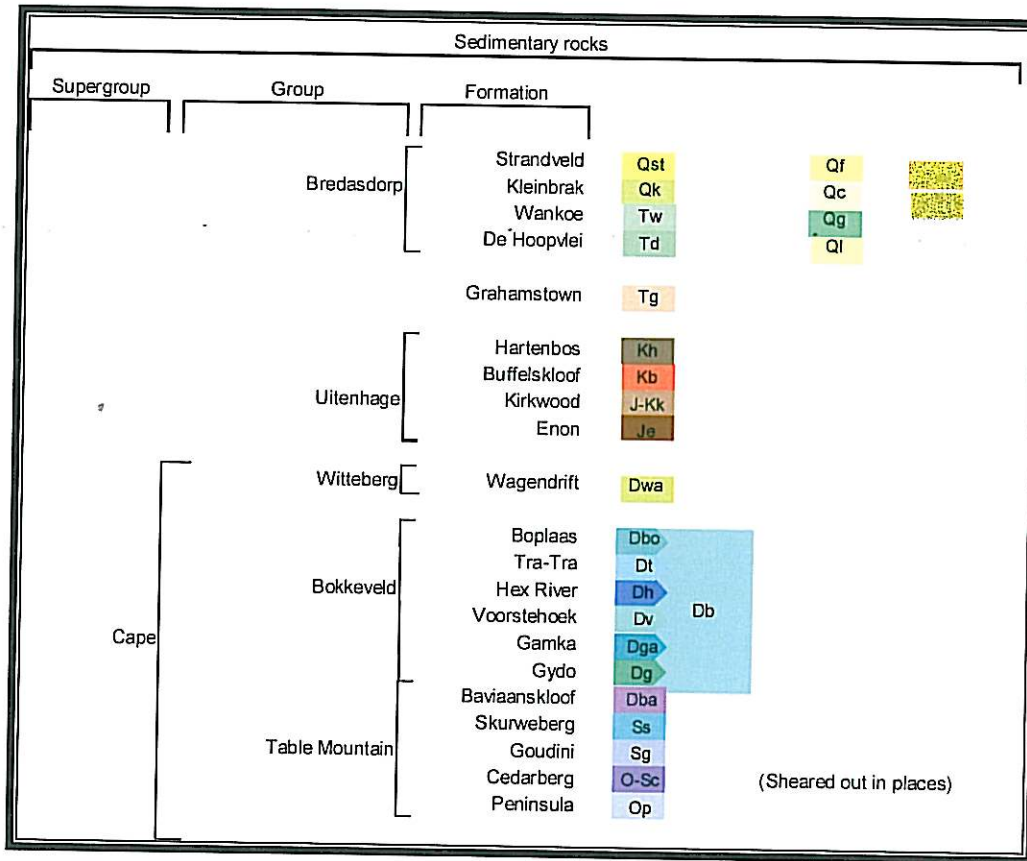 Sedimentary rocks
Supergroup Group Formation
Strandveld Qst Qf
Bredasdorp Kleinbrak Qk Qc
Wankoe Tw Qg
De Hoopvlei Td Ql
Grahamstown Tg
Hartenbos Kh
Buffelskloof Kb
Uitenhage Kirkwood J-Kk
Enon Je
Witteberg Wagendrift Dwa
Boplaas Dbo
Tra-Tra Dt
Bokkeveld Hex River Dh
Voorstehoek Dv Db
Cape Gamka Dga
Gydo Dg
Baviaanskloof Dba
Skurweberg Ss
Table Mountain Goudini Sg
Cedarberg O-Sc (Sheared out in places)
Peninsula Op